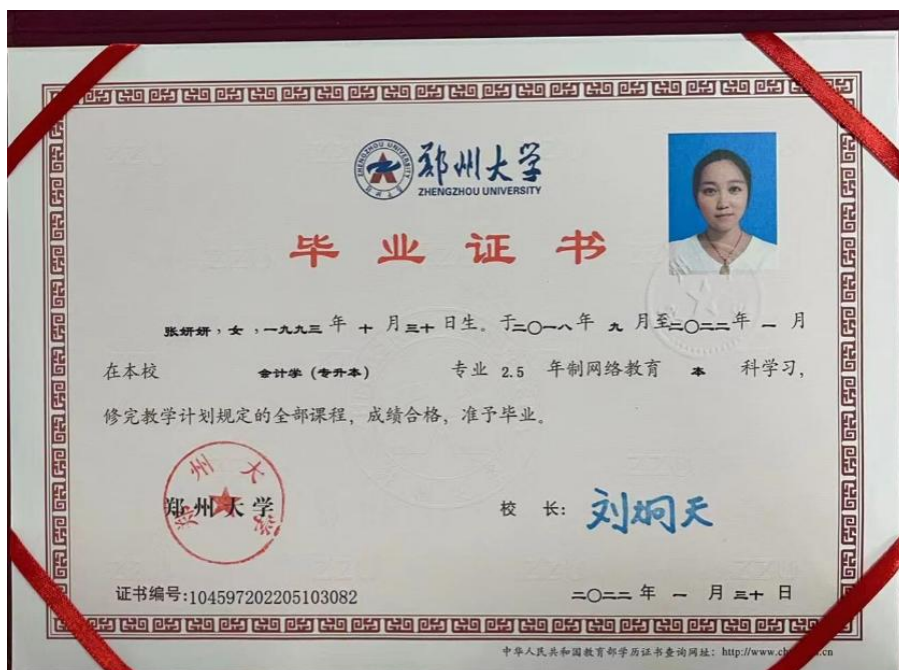 郑州大学
ZHENGZHOU UNIVERSITY
毕业证书
张妍妍，女，一九九三年十月三十日生。于二〇一八年九月至二〇二二年一月
在本校 会计学（专升本） 专业 2.5 年制网络教育 本 科学习，
修完教学计划规定的全部课程，成绩合格，准予毕业。
郑州大学
郑州大学
校 长：刘炯天
证书编号:104597202205103082
二〇二二年一月三十日
中华人民共和国教育部学历证书查询网址：http://www.ch